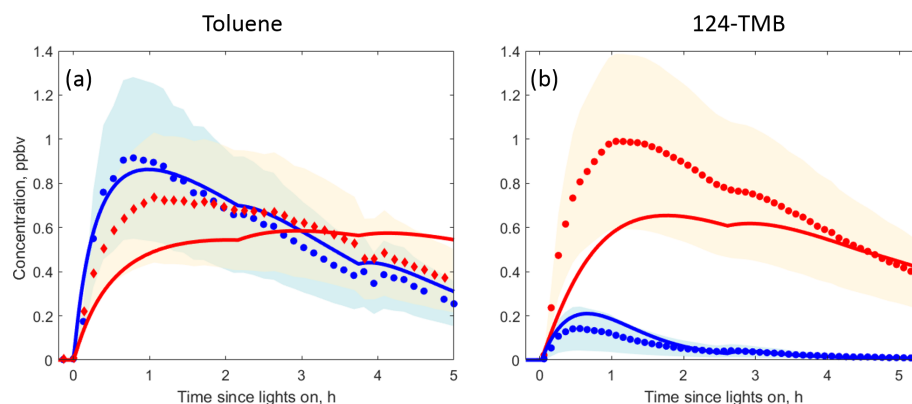 Toluene
124-TMB
(a)
(b)
Concentration, ppbv
1.4
1.2
1
0.8
0.6
0.4
0.2
0
0 1 2 3 4 5
Time since lights on, h
1.4
1.2
1
0.8
0.6
0.4
0.2
0
0 1 2 3 4 5
Time since lights on, h